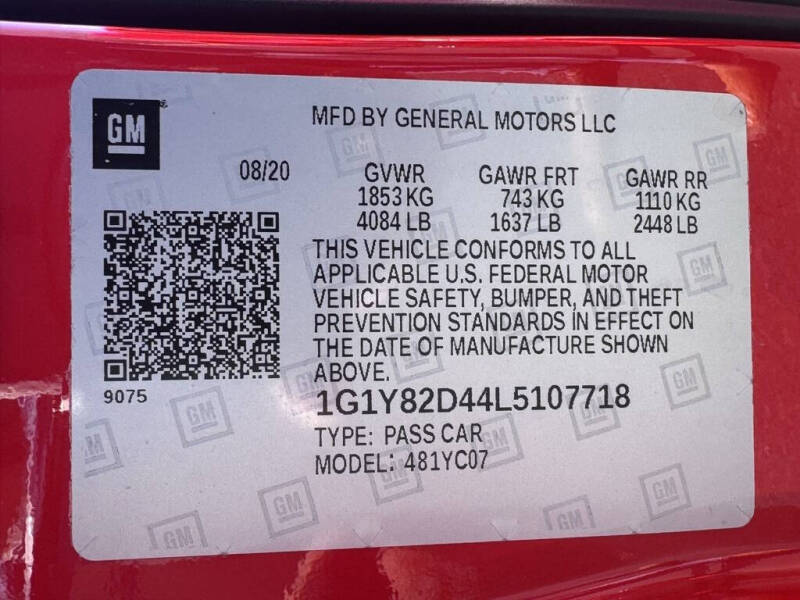 GM
MFD BY GENERAL MOTORS LLC
08/20
GVWR GAWR FRT GAWR RR
1853 KG 743 KG 1110 KG
4084 LB 1637 LB 2448 LB
THIS VEHICLE CONFORMS TO ALL
APPLICABLE U.S. FEDERAL MOTOR
VEHICLE SAFETY, BUMPER, AND THEFT
PREVENTION STANDARDS IN EFFECT ON
THE DATE OF MANUFACTURE SHOWN
ABOVE.
9075
1G1Y82D44L5107718
TYPE: PASS CAR
MODEL: 481YC07